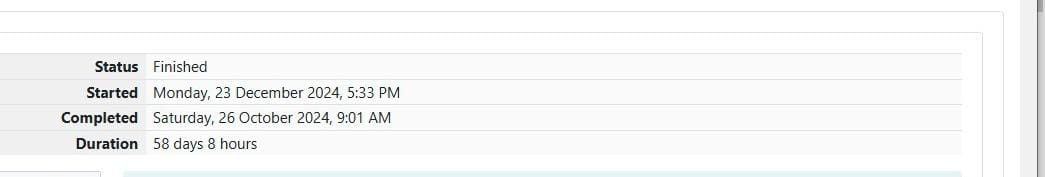 Status Finished
Started Monday, 23 December 2024, 5:33 PM
Completed Saturday, 26 October 2024, 9:01 AM
Duration 58 days 8 hours